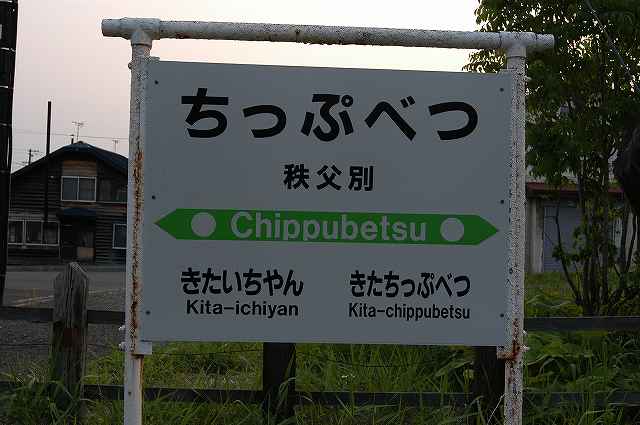 ちっぷべつ
秩父別
Chippubetsu
きたいちやん きたちっぷべつ
Kita-ichiyan Kita-chippubetsu